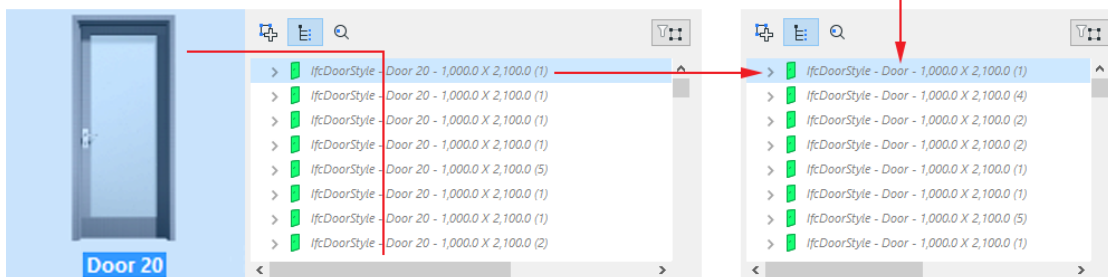 Door 20
IfcDoorStyle - Door 20 - 1,000.0 X 2,100.0 (1)
IfcDoorStyle - Door 20 - 1,000.0 X 2,100.0 (1)
IfcDoorStyle - Door 20 - 1,000.0 X 2,100.0 (1)
IfcDoorStyle - Door 20 - 1,000.0 X 2,100.0 (1)
IfcDoorStyle - Door 20 - 1,000.0 X 2,100.0 (5)
IfcDoorStyle - Door 20 - 1,000.0 X 2,100.0 (1)
IfcDoorStyle - Door 20 - 1,000.0 X 2,100.0 (1)
IfcDoorStyle - Door 20 - 1,000.0 X 2,100.0 (2)
IfcDoorStyle - Door - 1,000.0 X 2,100.0 (1)
IfcDoorStyle - Door - 1,000.0 X 2,100.0 (4)
IfcDoorStyle - Door - 1,000.0 X 2,100.0 (2)
IfcDoorStyle - Door - 1,000.0 X 2,100.0 (2)
IfcDoorStyle - Door - 1,000.0 X 2,100.0 (1)
IfcDoorStyle - Door - 1,000.0 X 2,100.0 (1)
IfcDoorStyle - Door - 1,000.0 X 2,100.0 (5)
IfcDoorStyle - Door - 1,000.0 X 2,100.0 (1)